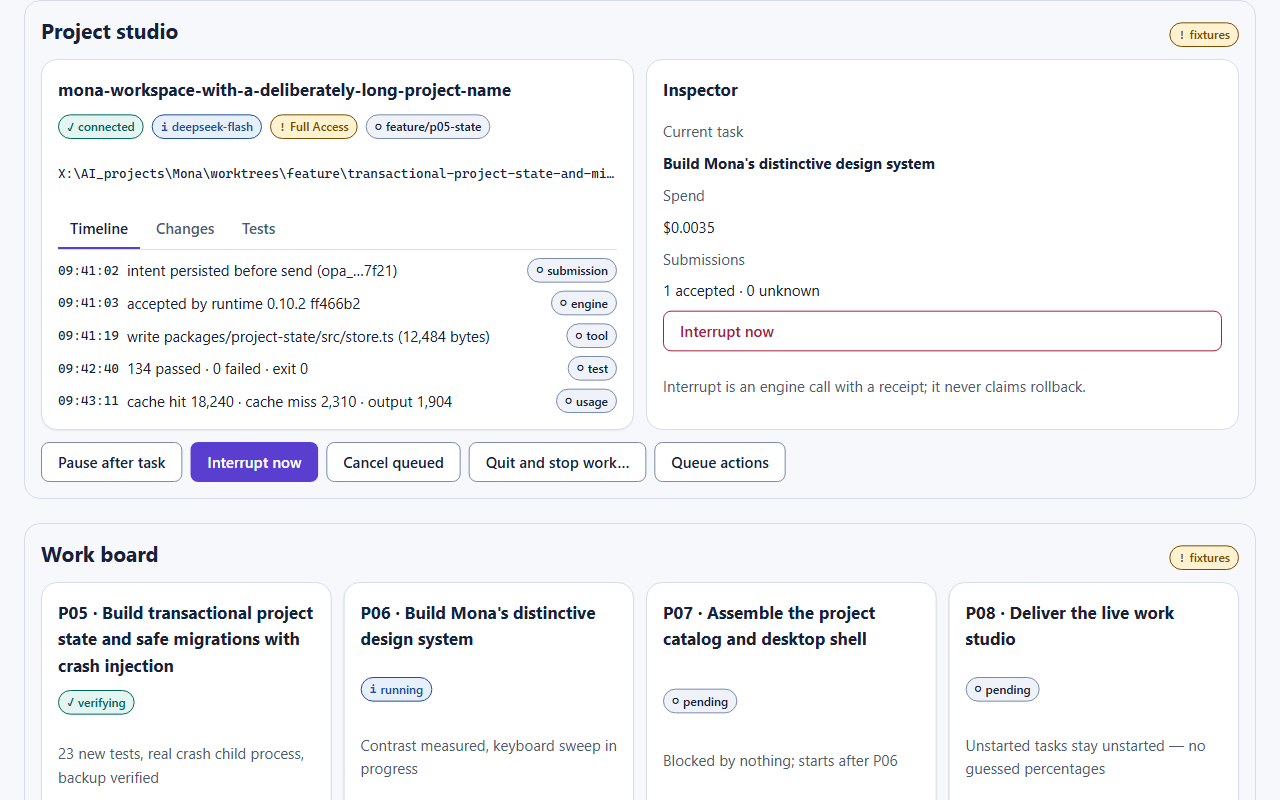 Project studio
! fixtures
mona-workspace-with-a-deliberately-long-project-name
✓ connected
i deepseek-flash
! Full Access
feature/p05-state
X:\AI_projects\Mona\worktrees\feature\transactional-project-state-and-mi…
Timeline
Changes
Tests
09:41:02 intent persisted before send (opa_…7f21) submission
09:41:03 accepted by runtime 0.10.2 ff466b2 engine
09:41:19 write packages/project-state/src/store.ts (12,484 bytes) tool
09:42:40 134 passed · 0 failed · exit 0 test
09:43:11 cache hit 18,240 · cache miss 2,310 · output 1,904 usage
Inspector
Current task
Build Mona's distinctive design system
Spend
$0.0035
Submissions
1 accepted · 0 unknown
Interrupt now
Interrupt is an engine call with a receipt; it never claims rollback.
Pause after task
Interrupt now
Cancel queued
Quit and stop work…
Queue actions
Work board
! fixtures
P05 · Build transactional project
state and safe migrations with
crash injection
✓ verifying
23 new tests, real crash child process,
backup verified
P06 · Build Mona's distinctive
design system
i running
Contrast measured, keyboard sweep in
progress
P07 · Assemble the project
catalog and desktop shell
pending
Blocked by nothing; starts after P06
P08 · Deliver the live work
studio
pending
Unstarted tasks stay unstarted — no
guessed percentages